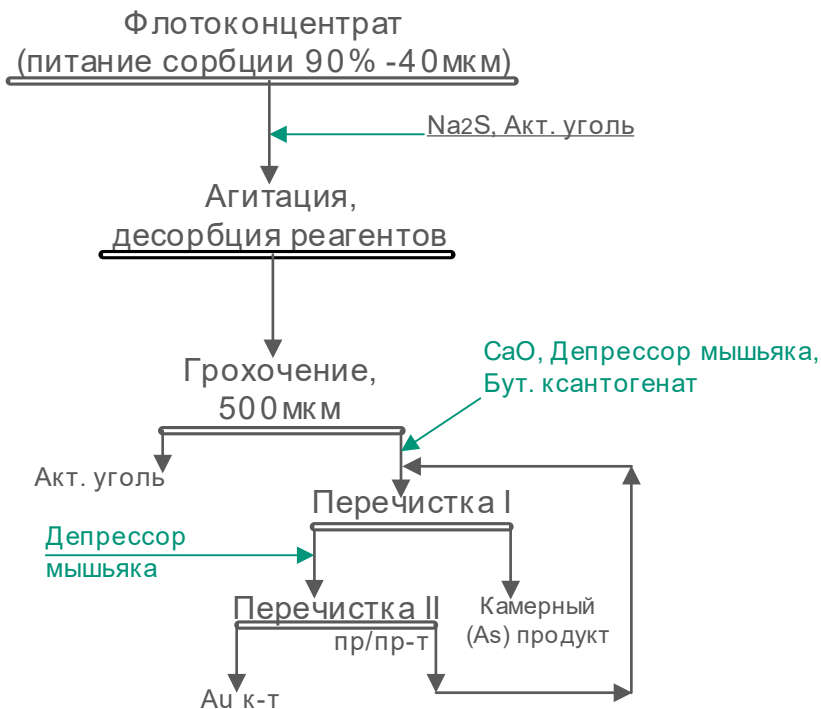 Флотоконцентрат
(питание сорбции 90% -40мкм)
Na2S, Акт. уголь
Агитация,
десорбция реагентов
CaO, Депрессор мышьяка,
Бут. ксантогенат
Грохочение,
500мкм
Акт. уголь
Перечистка I
Депрессор
мышьяка
Перечистка II
пр/пр-т
Камерный
(As) продукт
Au к-т